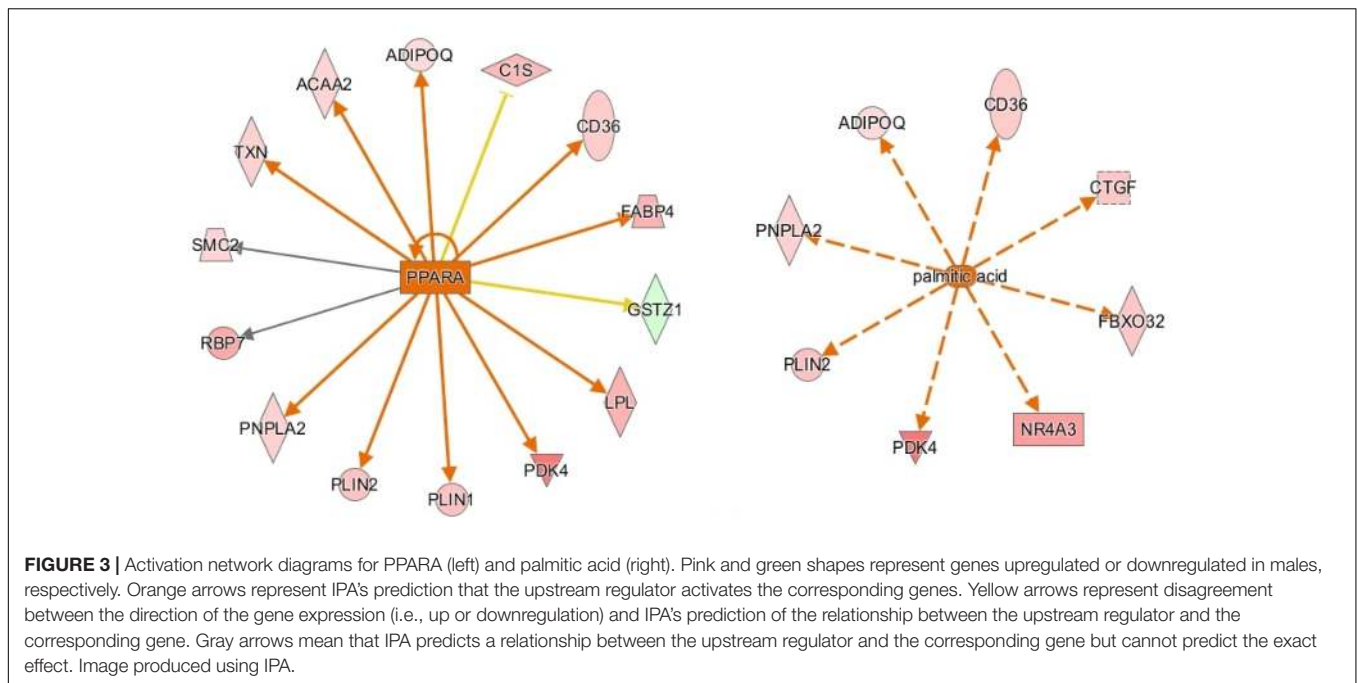 ADIPOQ
C1S
ACAA2
CD36
TXN
FABP4
SMC2
PPARA
GSTZ1
RBP7
LPL
PNPLA2
PDK4
PLIN2
PLIN1
CD36
ADIPOQ
CTGF
PNPLA2
palmitic acid
FBXO32
PLIN2
NR4A3
PDK4
FIGURE 3 | Activation network diagrams for PPARA (left) and palmitic acid (right). Pink and green shapes represent genes upregulated or downregulated in males,
respectively. Orange arrows represent IPA's prediction that the upstream regulator activates the corresponding genes. Yellow arrows represent disagreement
between the direction of the gene expression (i.e., up or downregulation) and IPA's prediction of the relationship between the upstream regulator and the
corresponding gene. Gray arrows mean that IPA predicts a relationship between the upstream regulator and the corresponding gene but cannot predict the exact
effect. Image produced using IPA.